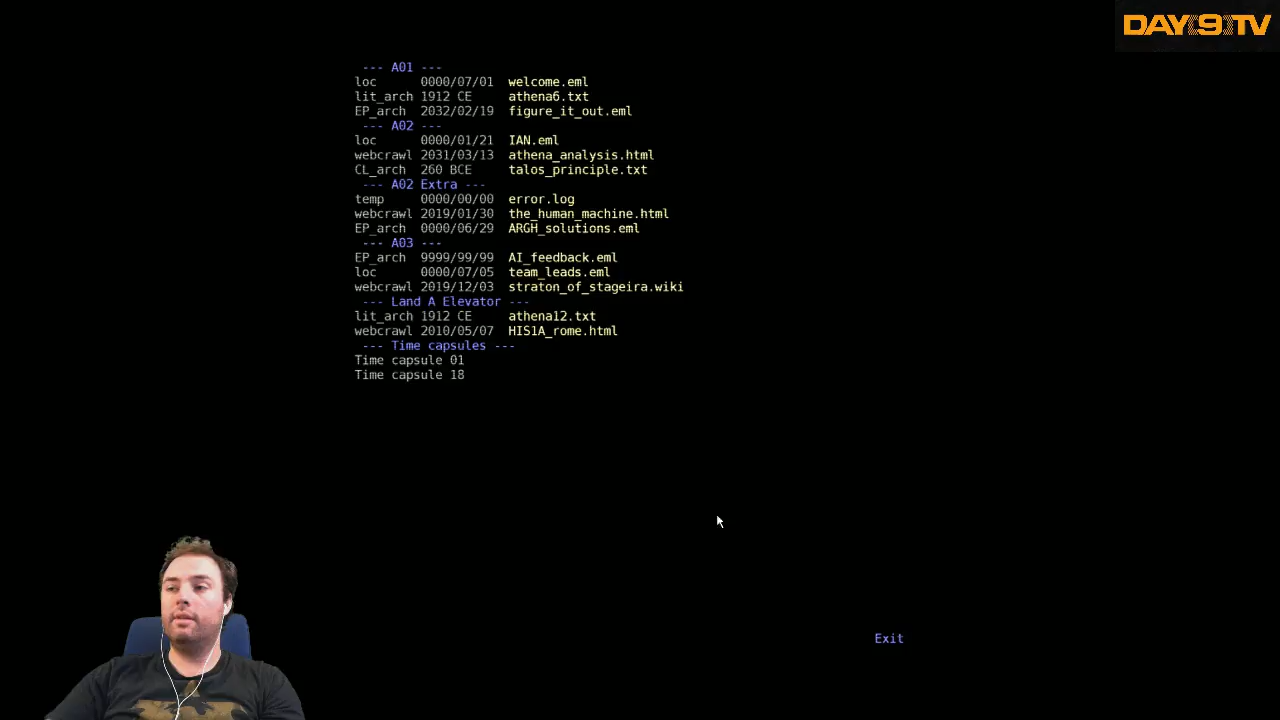 DAY[9]TV
--- A01 ---
loc 0000/07/01 welcome.eml
lit_arch 1912 CE athena6.txt
EP_arch 2032/02/19 figure_it_out.eml
--- A02 ---
loc 0000/01/21 IAN.eml
webcrawl 2031/03/13 athena_analysis.html
CL_arch 260 BCE talos_principle.txt
--- A02 Extra ---
temp 0000/00/00 error.log
webcrawl 2019/01/30 the_human_machine.html
EP_arch 0000/06/29 ARGH_solutions.eml
--- A03 ---
EP_arch 9999/99/99 AI_feedback.eml
loc 0000/07/05 team_leads.eml
webcrawl 2019/12/03 straton_of_stageira.wiki
--- Land A Elevator ---
lit_arch 1912 CE athena12.txt
webcrawl 2010/05/07 HIS1A_rome.html
--- Time capsules ---
Time capsule 01
Time capsule 18
Exit